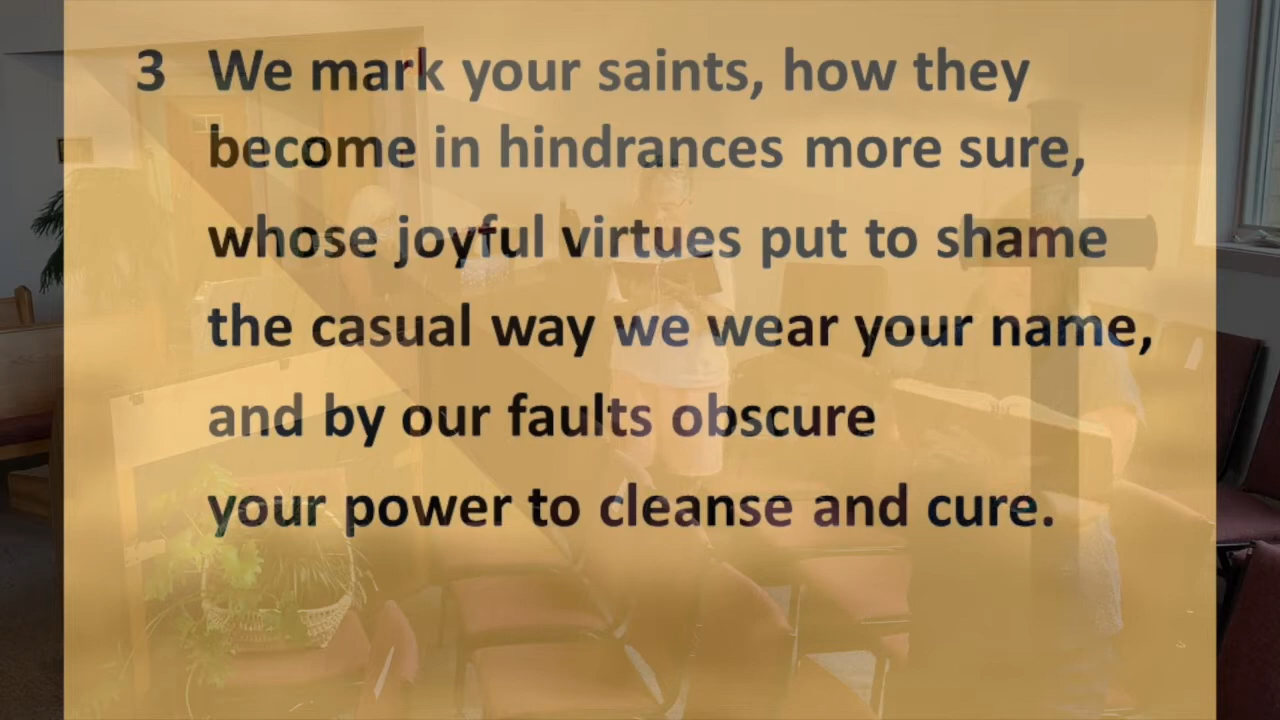 3 We mark your saints, how they
become in hindrances more sure,
whose joyful virtues put to shame
the casual way we wear your name,
and by our faults obscure
your power to cleanse and cure.